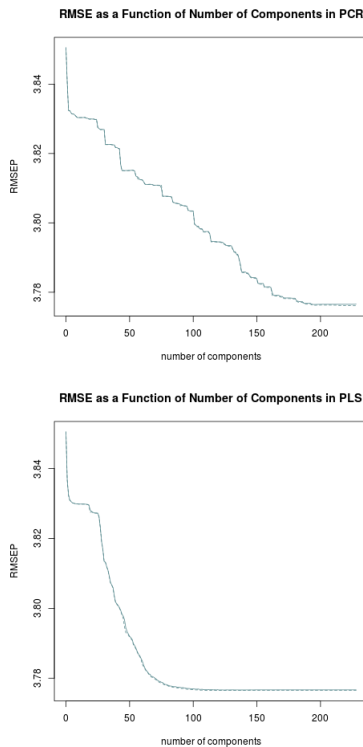 RMSE as a Function of Number of Components in PCR
3.84
3.82
3.80
3.78
RMSEP
0 50 100 150 200
number of components
RMSE as a Function of Number of Components in PLS
3.84
3.82
3.80
3.78
RMSEP
0 50 100 150 200
number of components